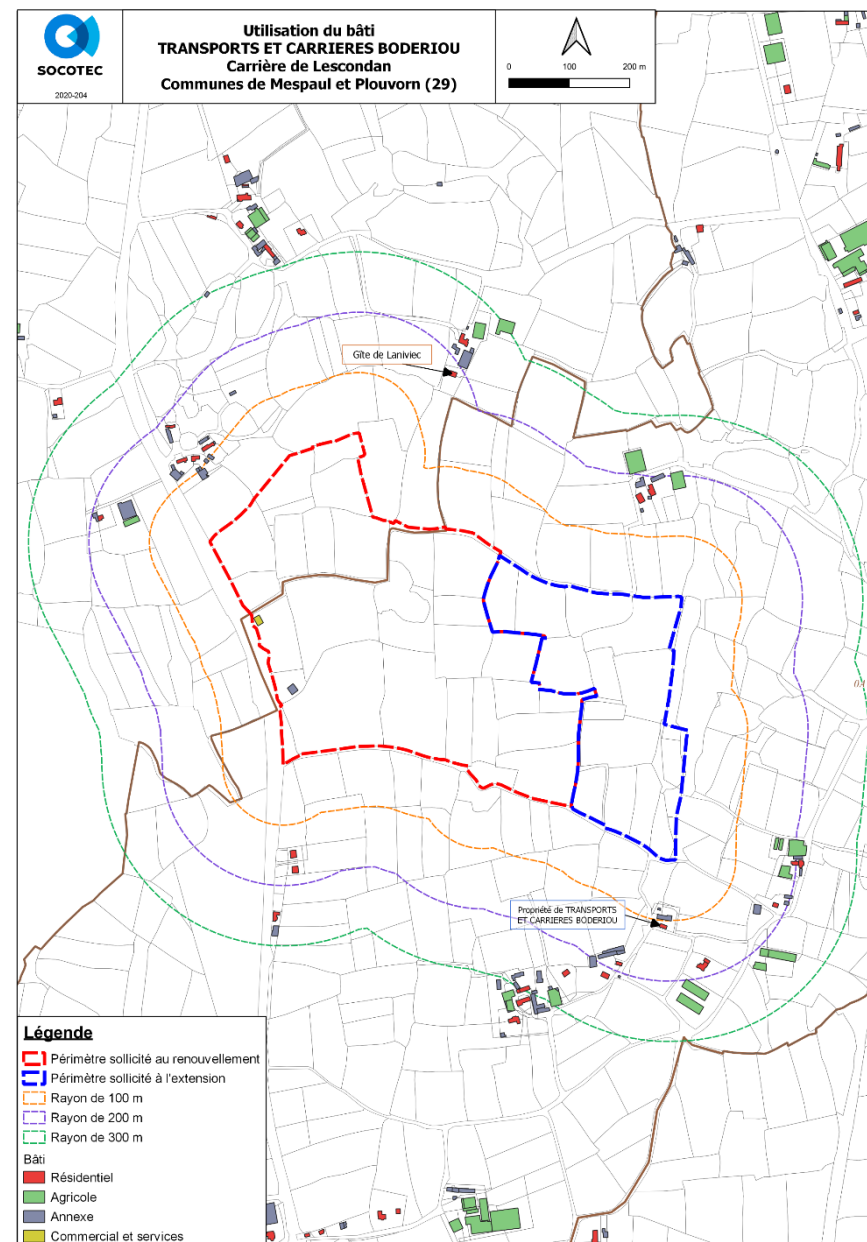 SOCOTEC
2020-204
Utilisation du bâti
TRANSPORTS ET CARRIERES BODERIOU
Carrière de Lescondan
Communes de Mespaul et Plouvorn (29)
0 100 200 m
Gîte de Laniviec
Propriété de TRANSPORTS
ET CARRIERES BODERIOU
Légende
Périmètre sollicité au renouvellement
Périmètre sollicité à l'extension
Rayon de 100 m
Rayon de 200 m
Rayon de 300 m
Bâti
Résidentiel
Agricole
Annexe
Commercial et services